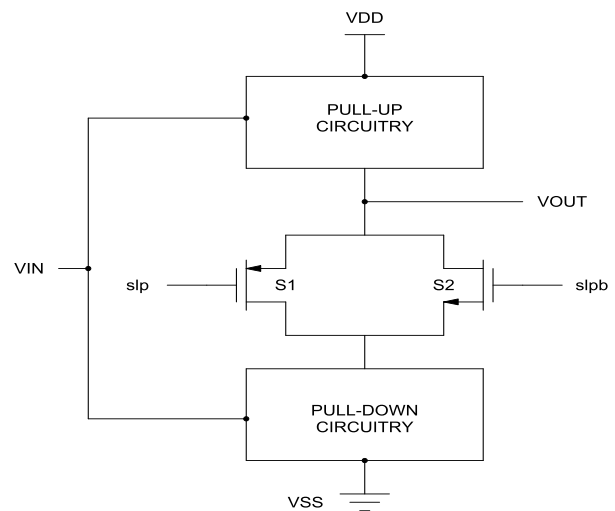 VDD
PULL-UP
CIRCUITRY
VOUT
VIN
slp
S1
S2
slpb
PULL-DOWN
CIRCUITRY
VSS